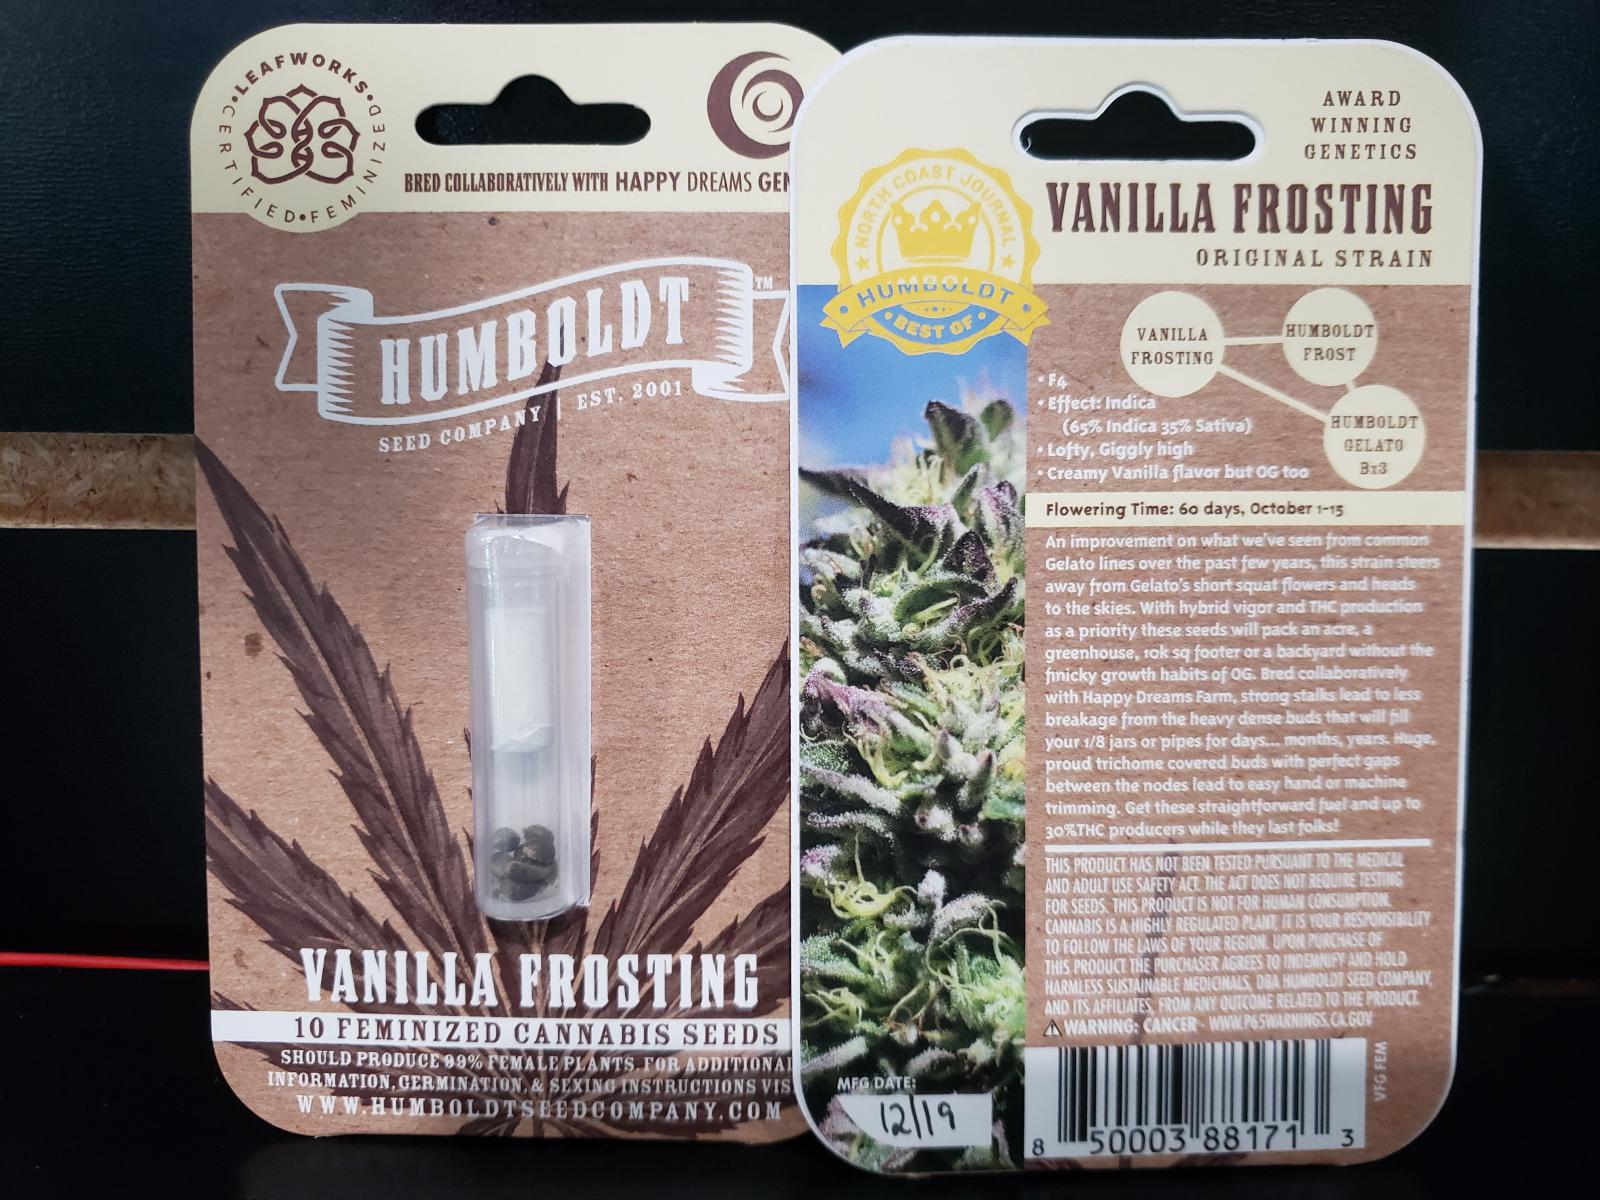 LEAFWORKS
CERTIFIED • FEMINIZED
BRED COLLABORATIVELY WITH HAPPY DREAMS GEN
HUMBOLDT™
SEED COMPANY | EST. 2001
VANILLA FROSTING
10 FEMINIZED CANNABIS SEEDS
SHOULD PRODUCE 99% FEMALE PLANTS. FOR ADDITIONAL
INFORMATION, GERMINATION, & SEXING INSTRUCTIONS VIS
WWW.HUMBOLDTSEEDCOMPANY.COM
AWARD
WINNING
GENETICS
NORTH COAST JOURNAL
HUMBOLDT
• BEST OF •
VANILLA FROSTING
ORIGINAL STRAIN
VANILLA
FROSTING
HUMBOLDT
FROST
HUMBOLDT
GELATO
Bx3
• F4
• Effect: Indica
(65% Indica 35% Sativa)
• Lofty, Giggly high
• Creamy Vanilla flavor but OG too
Flowering Time: 60 days, October 1-15
An improvement on what we've seen from common
Gelato lines over the past few years, this strain steers
away from Gelato's short squat flowers and heads
to the skies. With hybrid vigor and THC production
as a priority these seeds will pack an acre, a
greenhouse, 10k sq footer or a backyard without the
finicky growth habits of OG. Bred collaboratively
with Happy Dreams Farm, strong stalks lead to less
breakage from the heavy dense buds that will fill
your 1/8 jars or pipes for days... months, years. Huge,
proud trichome covered buds with perfect gaps
between the nodes lead to easy hand or machine
trimming. Get these straightforward fuel and up to
30%THC producers while they last folks!
THIS PRODUCT HAS NOT BEEN TESTED PURSUANT TO THE MEDICAL
AND ADULT USE SAFETY ACT. THE ACT DOES NOT REQUIRE TESTING
FOR SEEDS. THIS PRODUCT IS NOT FOR HUMAN CONSUMPTION.
CANNABIS IS A HIGHLY REGULATED PLANT, IT IS YOUR RESPONSIBILITY
TO FOLLOW THE LAWS OF YOUR REGION. UPON PURCHASE OF
THIS PRODUCT THE PURCHASER AGREES TO INDEMNIFY AND HOLD
HARMLESS SUSTAINABLE MEDICINALS, DBA HUMBOLDT SEED COMPANY,
AND ITS AFFILIATES, FROM ANY OUTCOME RELATED TO THE PRODUCT.
⚠ WARNING: CANCER - WWW.P65WARNINGS.CA.GOV
MFG DATE:
12/19
8 50003 88171 3
VFG FEM